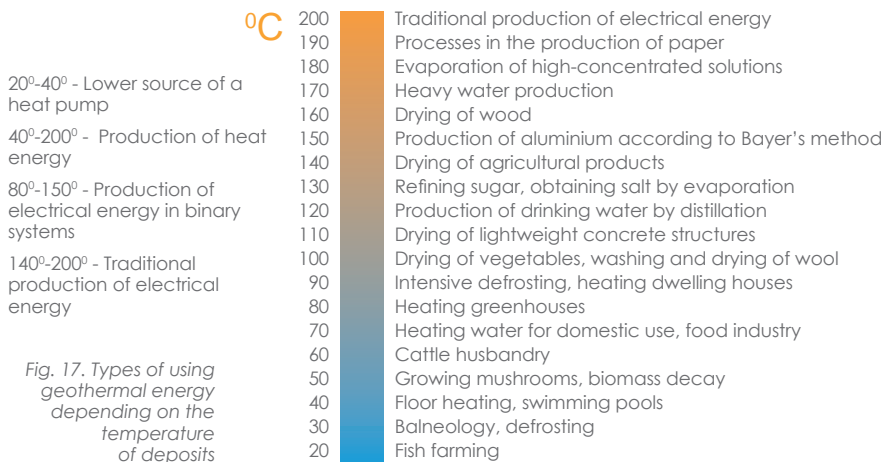 ⁰C
200 Traditional production of electrical energy
190 Processes in the production of paper
180 Evaporation of high-concentrated solutions
170 Heavy water production
160 Drying of wood
150 Production of aluminium according to Bayer's method
140 Drying of agricultural products
130 Refining sugar, obtaining salt by evaporation
120 Production of drinking water by distillation
110 Drying of lightweight concrete structures
100 Drying of vegetables, washing and drying of wool
90 Intensive defrosting, heating dwelling houses
80 Heating greenhouses
70 Heating water for domestic use, food industry
60 Cattle husbandry
50 Growing mushrooms, biomass decay
40 Floor heating, swimming pools
30 Balneology, defrosting
20 Fish farming
20⁰-40⁰ - Lower source of a
heat pump
40⁰-200⁰ - Production of heat
energy
80⁰-150⁰ - Production of
electrical energy in binary
systems
140⁰-200⁰ - Traditional
production of electrical
energy
Fig. 17. Types of using
geothermal energy
depending on the
temperature
of deposits